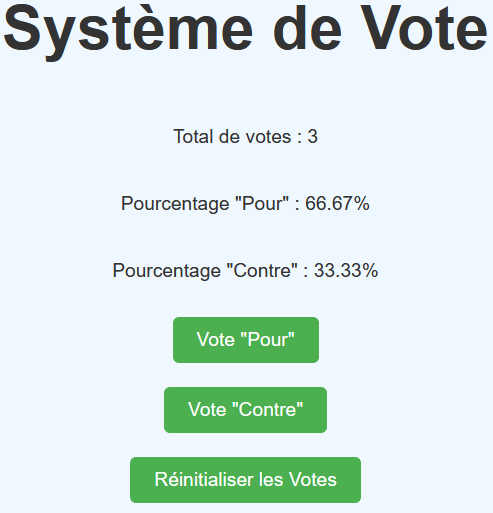 Système de Vote
Total de votes : 3
Pourcentage "Pour" : 66.67%
Pourcentage "Contre" : 33.33%
Vote "Pour"
Vote "Contre"
Réinitialiser les Votes